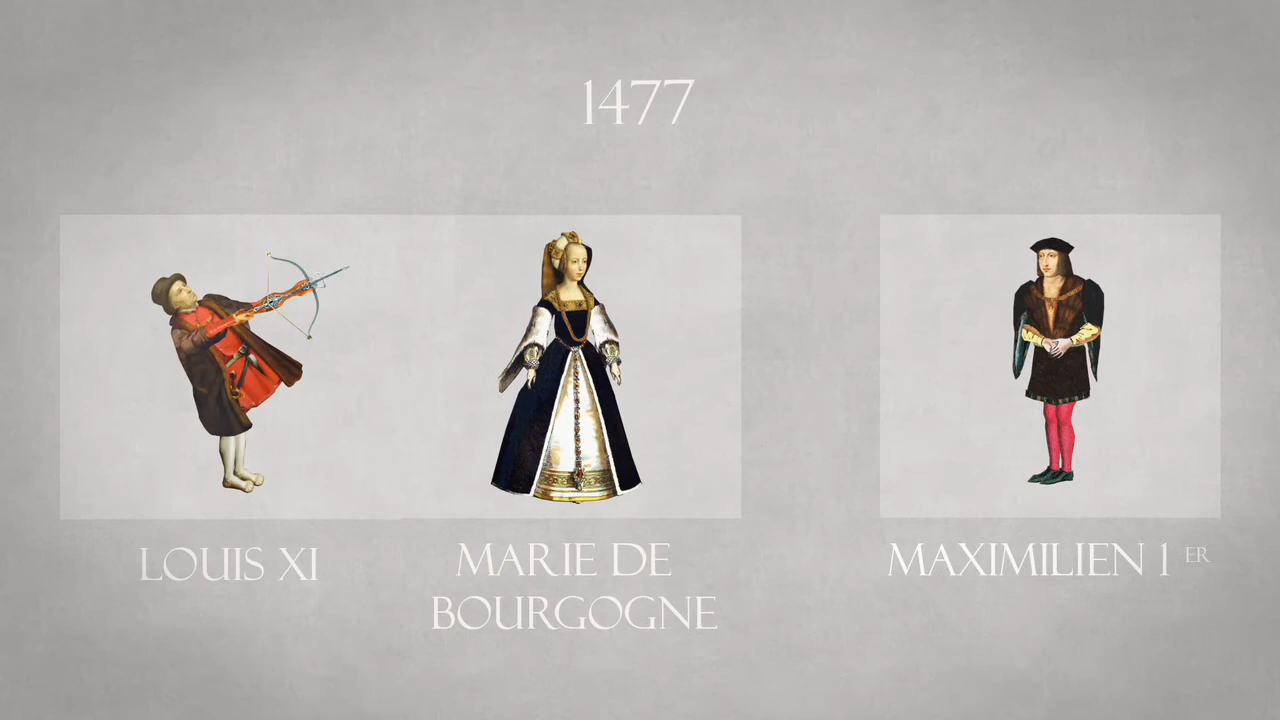 1477
LOUIS XI
MARIE DE
BOURGOGNE
MAXIMILIEN 1 ER